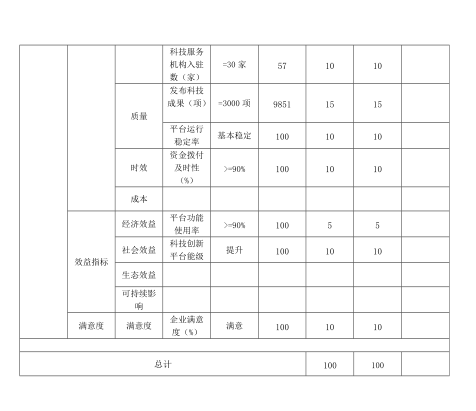 科技服务
机构入驻
数（家）
=30 家
57
10
10
质量
发布科技
成果（项）
=3000 项
9851
15
15
平台运行
稳定率
基本稳定
100
10
10
时效
资金拨付
及时性
（%）
>=90%
100
10
10
成本
效益指标
经济效益
平台功能
使用率
>=90%
100
5
5
社会效益
科技创新
平台能级
提升
100
10
10
生态效益
可持续影
响
满意度
满意度
企业满意
度（%）
满意
100
10
10
总计
100
100